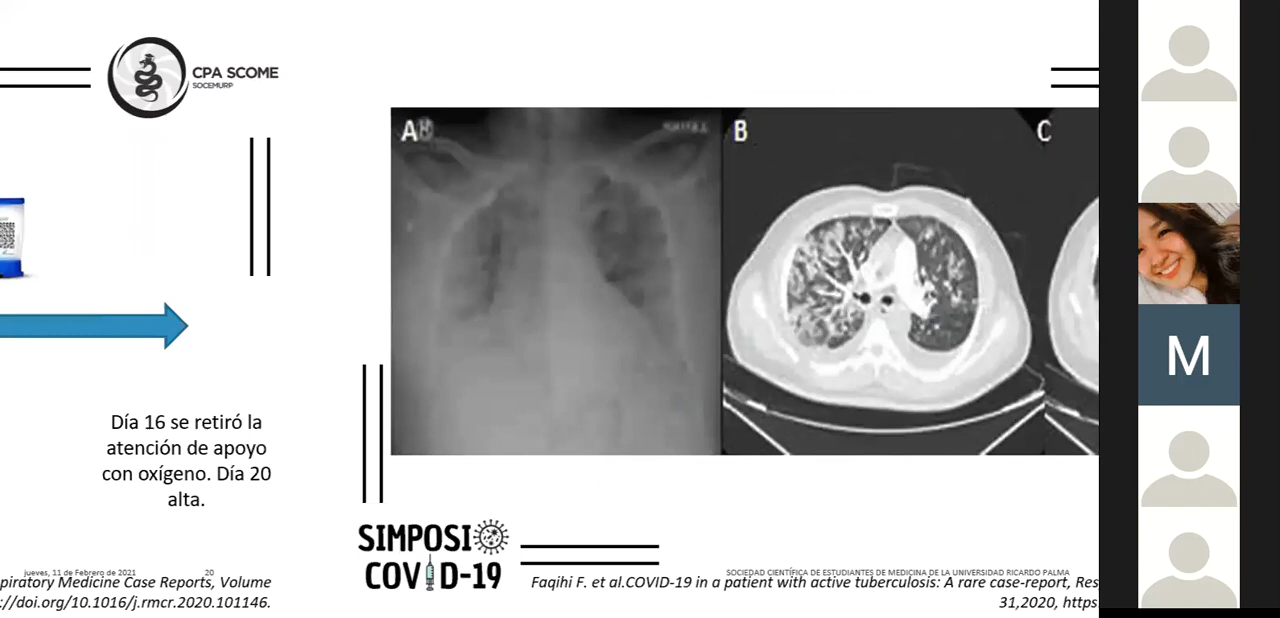 CPA SCOME
SOCEMURP
Día 16 se retiró la
atención de apoyo
con oxígeno. Día 20
alta.
jueves, 11 de Febrero de 2021
20
piratory Medicine Case Reports, Volume
://doi.org/10.1016/j.rmcr.2020.101146.
A
B
C
SIMPOSIO
COVID-19
SOCIEDAD CIENTÍFICA DE ESTUDIANTES DE MEDICINA DE LA UNIVERSIDAD RICARDO PALMA
Faqihi F. et al.COVID-19 in a patient with active tuberculosis: A rare case-report, Res
31,2020, https
M